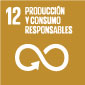 12 PRODUCCIÓN
Y CONSUMO
RESPONSABLES